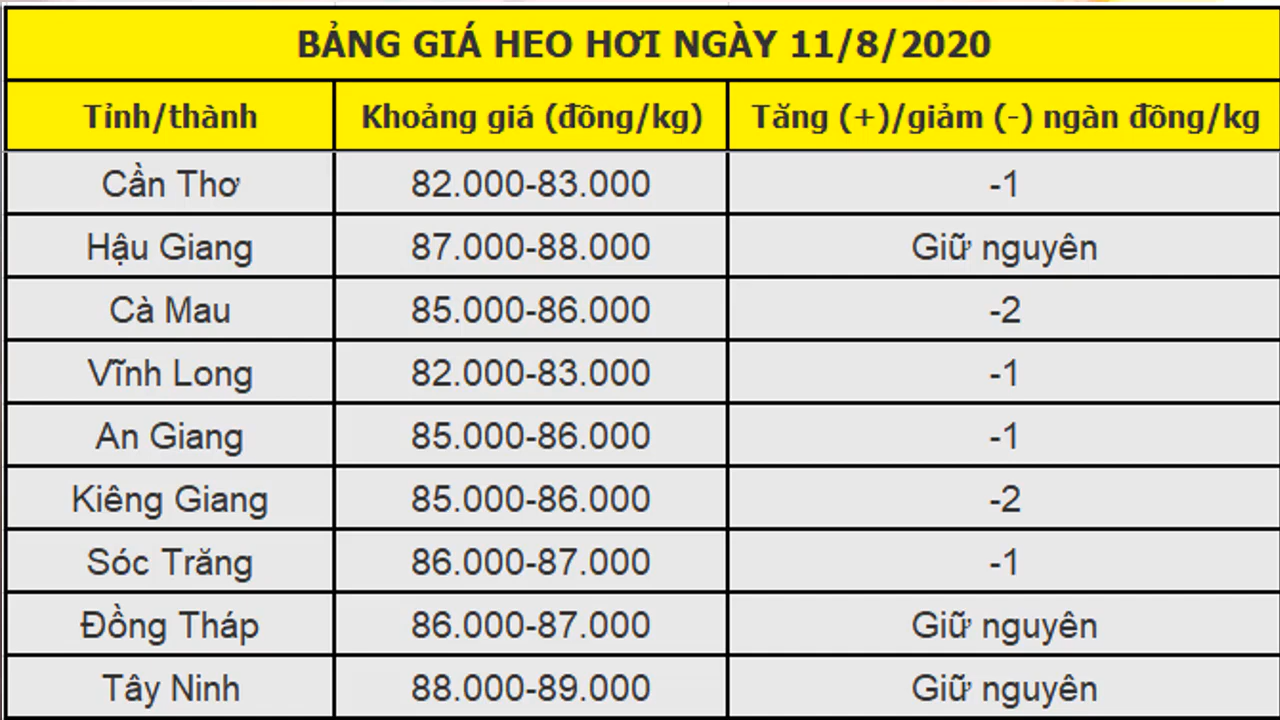 BẢNG GIÁ HEO HƠI NGÀY 11/8/2020
Tỉnh/thành Khoảng giá (đồng/kg) Tăng (+)/giảm (-) ngàn đồng/kg
Cần Thơ 82.000-83.000 -1
Hậu Giang 87.000-88.000 Giữ nguyên
Cà Mau 85.000-86.000 -2
Vĩnh Long 82.000-83.000 -1
An Giang 85.000-86.000 -1
Kiêng Giang 85.000-86.000 -2
Sóc Trăng 86.000-87.000 -1
Đồng Tháp 86.000-87.000 Giữ nguyên
Tây Ninh 88.000-89.000 Giữ nguyên